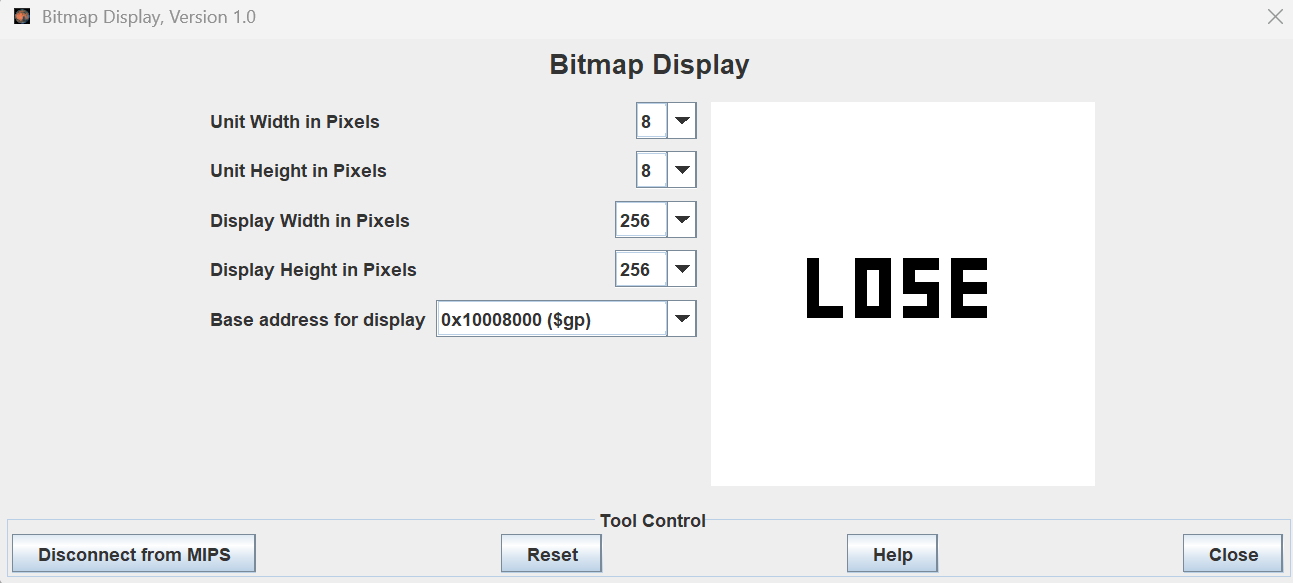 Bitmap Display, Version 1.0
Bitmap Display
Unit Width in Pixels 8
Unit Height in Pixels 8
Display Width in Pixels 256
Display Height in Pixels 256
Base address for display 0x10008000 ($gp)
LOSE
Tool Control
Disconnect from MIPS Reset Help Close